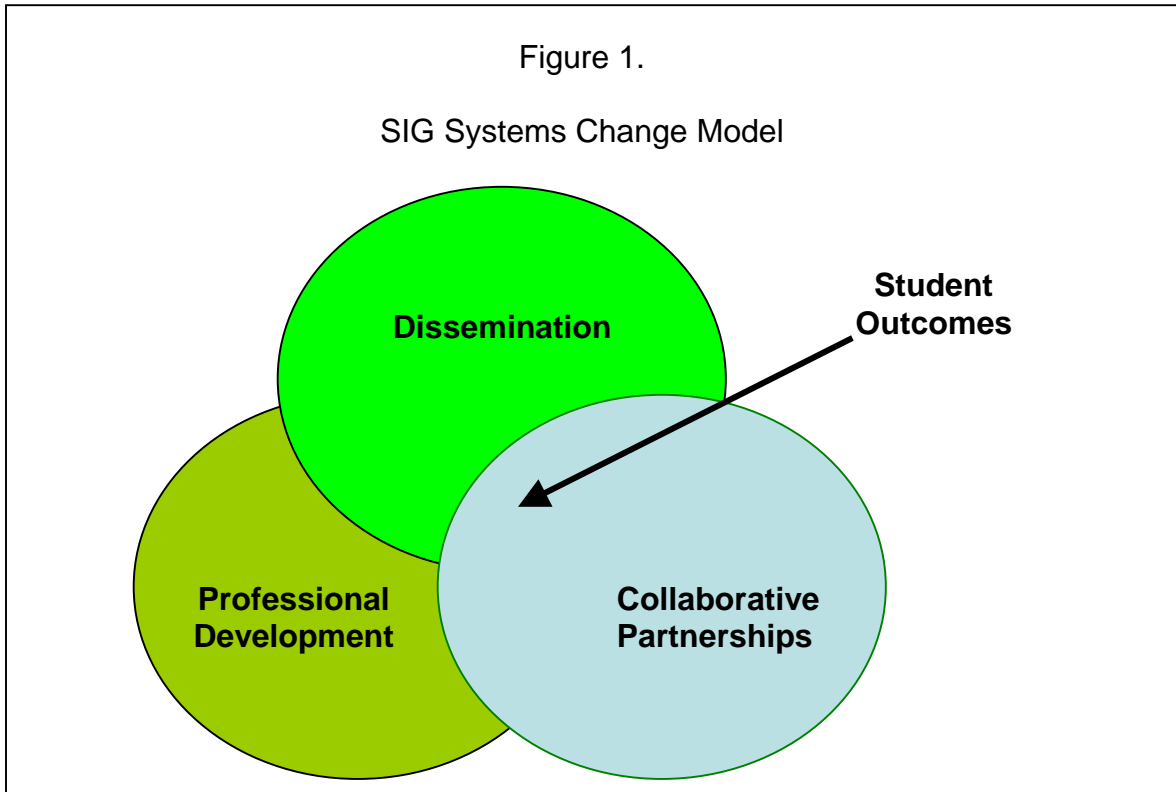 Figure 1.
SIG Systems Change Model
Student
Outcomes
Dissemination
Professional
Development
Collaborative
Partnerships